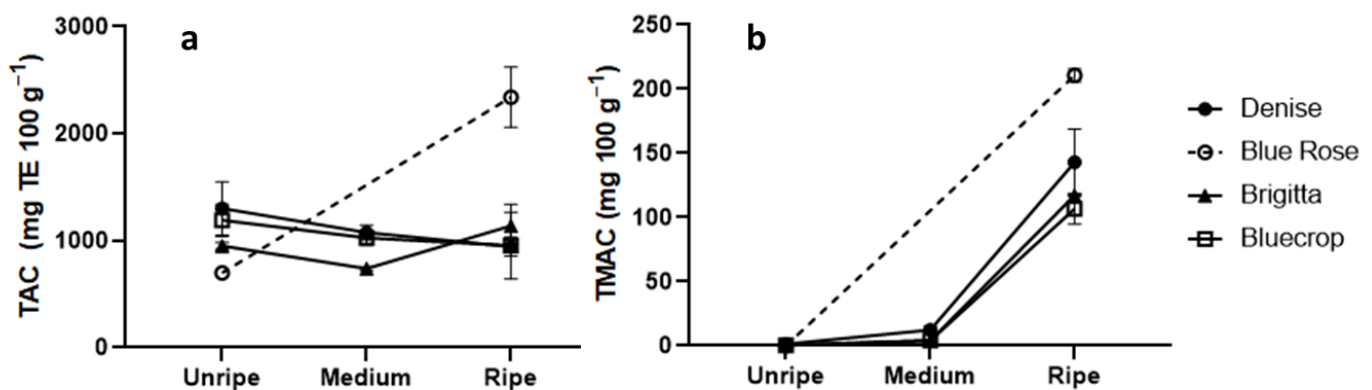 a
TAC (mg TE 100 g⁻¹)
3000
2000
1000
0
Unripe Medium Ripe
b
TMAC (mg 100 g⁻¹)
250
200
150
100
50
0
Unripe Medium Ripe
Denise
Blue Rose
Brigitta
Bluecrop